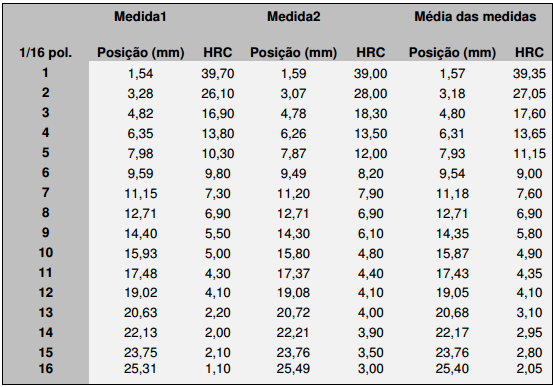 Medida1 Medida2 Média das medidas
1/16 pol. Posição (mm) HRC Posição (mm) HRC Posição (mm) HRC
1 1,54 39,70 1,59 39,00 1,57 39,35
2 3,28 26,10 3,07 28,00 3,18 27,05
3 4,82 16,90 4,78 18,30 4,80 17,60
4 6,35 13,80 6,26 13,50 6,31 13,65
5 7,98 10,30 7,87 12,00 7,93 11,15
6 9,59 9,80 9,49 8,20 9,54 9,00
7 11,15 7,30 11,20 7,90 11,18 7,60
8 12,71 6,90 12,71 6,90 12,71 6,90
9 14,40 5,50 14,30 6,10 14,35 5,80
10 15,93 5,00 15,80 4,80 15,87 4,90
11 17,48 4,30 17,37 4,40 17,43 4,35
12 19,02 4,10 19,08 4,10 19,05 4,10
13 20,63 2,20 20,72 4,00 20,68 3,10
14 22,13 2,00 22,21 3,90 22,17 2,95
15 23,75 2,10 23,76 3,50 23,76 2,80
16 25,31 1,10 25,49 3,00 25,40 2,05